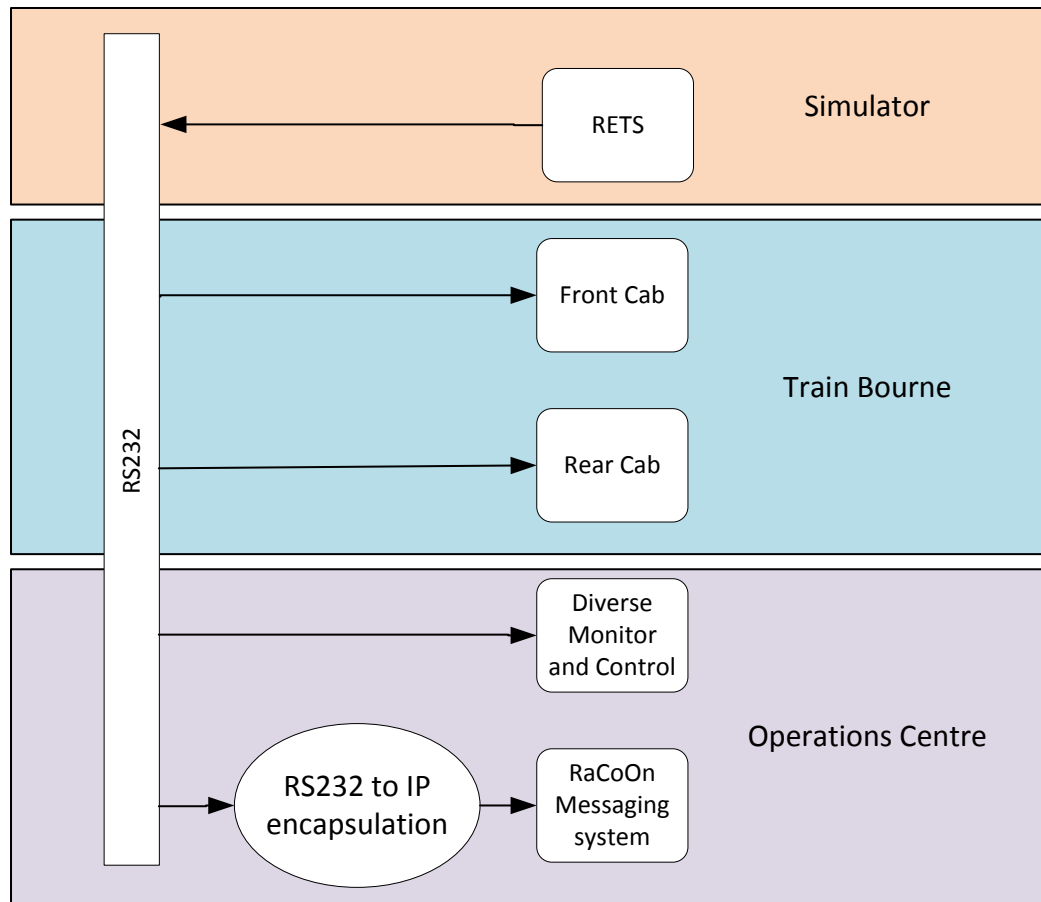 Simulator
RETS
Front Cab
Train Bourne
Rear Cab
RS232
Diverse
Monitor
and Control
Operations Centre
RS232 to IP
encapsulation
RaCoOn
Messaging
system